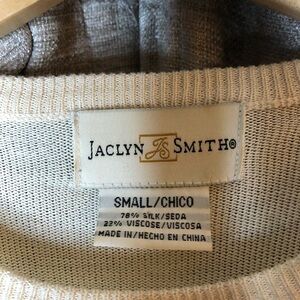 JACLYN JS SMITH®
SMALL/CHICO
78% SILK/SEDA
22% VISCOSE/VISCOSA
MADE IN/HECHO EN CHINA